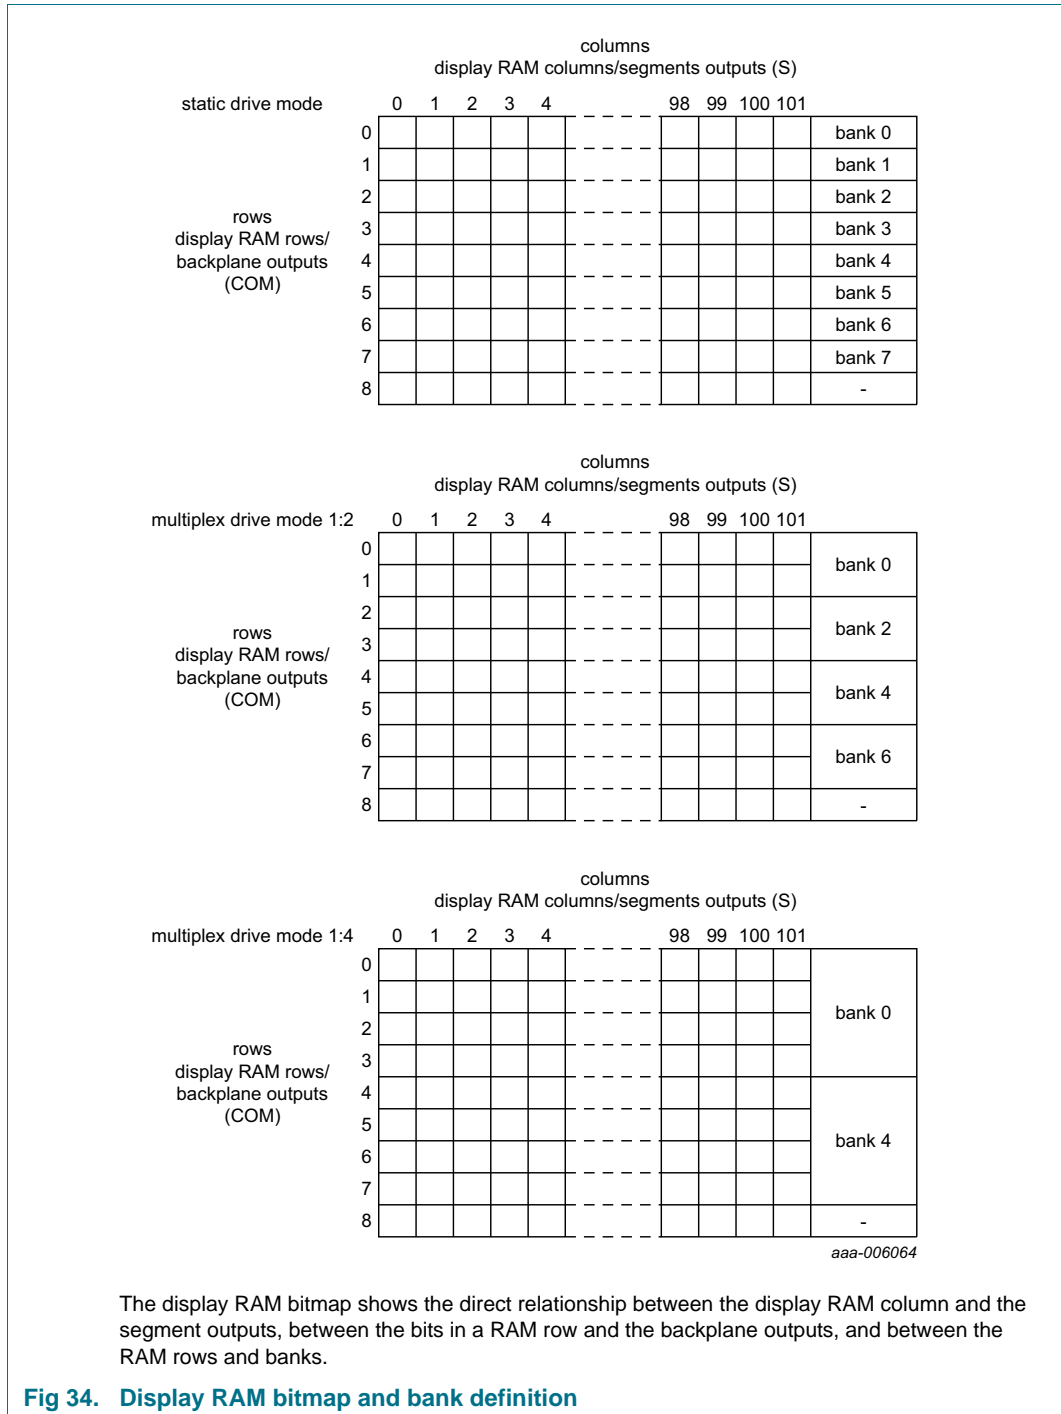 columns
display RAM columns/segments outputs (S)
static drive mode 0 1 2 3 4 98 99 100 101
0 bank 0
1 bank 1
2 bank 2
rows
display RAM rows/
backplane outputs
(COM)
3 bank 3
4 bank 4
5 bank 5
6 bank 6
7 bank 7
8 -
columns
display RAM columns/segments outputs (S)
multiplex drive mode 1:2 0 1 2 3 4 98 99 100 101
0
bank 0
1
2
bank 2
3
rows
display RAM rows/
backplane outputs
(COM)
4
bank 4
5
6
bank 6
7
8 -
columns
display RAM columns/segments outputs (S)
multiplex drive mode 1:4 0 1 2 3 4 98 99 100 101
0
1
bank 0
2
3
rows
display RAM rows/
backplane outputs
(COM)
4
5
bank 4
6
7
8 -
aaa-006064
The display RAM bitmap shows the direct relationship between the display RAM column and the
segment outputs, between the bits in a RAM row and the backplane outputs, and between the
RAM rows and banks.
Fig 34. Display RAM bitmap and bank definition